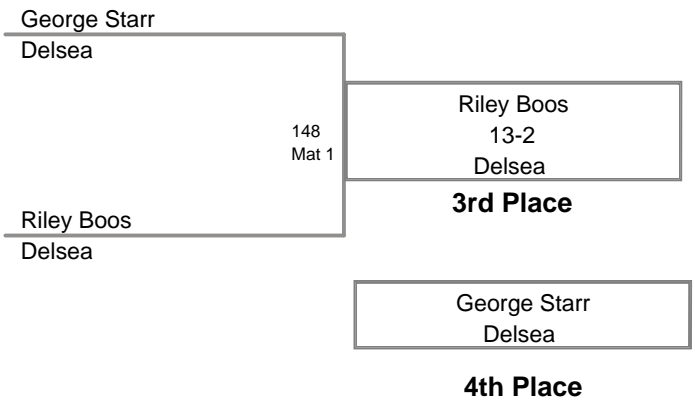 George Starr
Delsea
148
Mat 1
Riley Boos
13-2
Delsea
3rd Place
Riley Boos
Delsea
George Starr
Delsea
4th Place